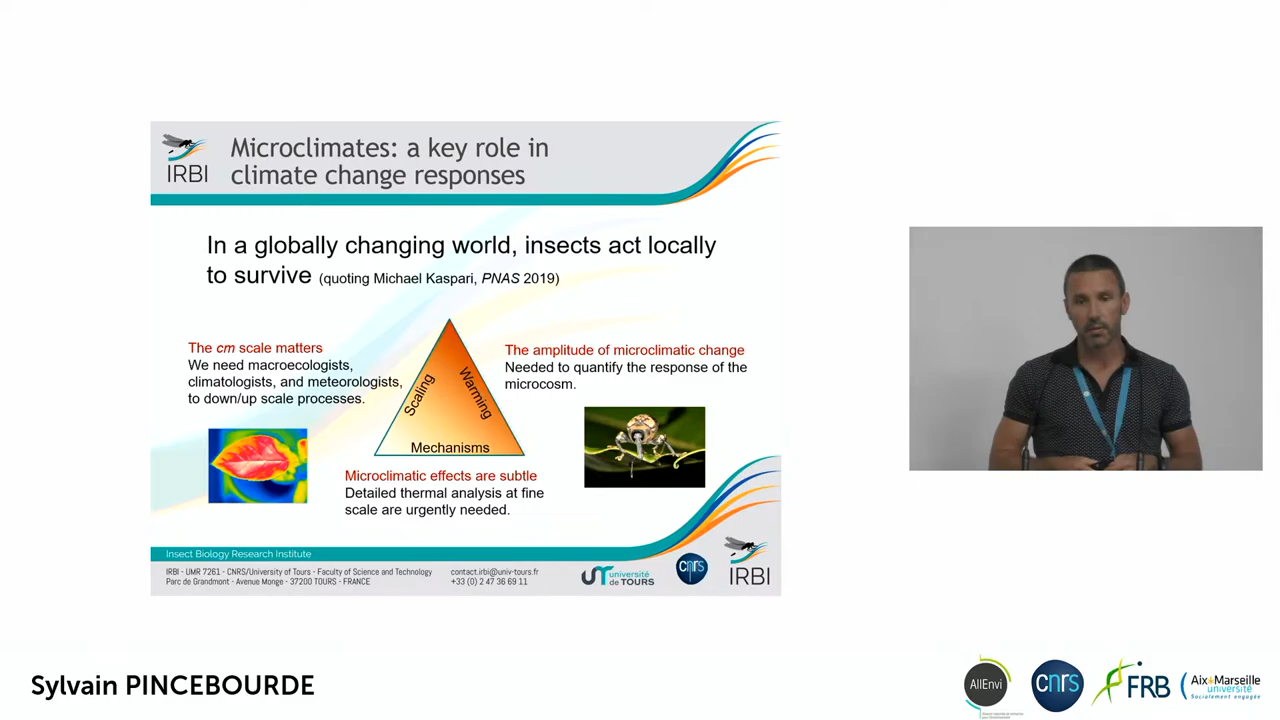 IRBI
Microclimates: a key role in
climate change responses
In a globally changing world, insects act locally
to survive (quoting Michael Kaspari, PNAS 2019)
The cm scale matters
We need macroecologists,
climatologists, and meteorologists,
to down/up scale processes.
Scaling
Warming
Mechanisms
The amplitude of microclimatic change
Needed to quantify the response of the
microcosm.
Microclimatic effects are subtle
Detailed thermal analysis at fine
scale are urgently needed.
Insect Biology Research Institute
IRBI - UMR 7261 - CNRS/University of Tours - Faculty of Science and Technology
Parc de Grandmont - Avenue Monge - 37200 TOURS - FRANCE
contact.irbi@univ-tours.fr
+33 (0) 2 47 36 69 11
université
de TOURS
cnrs
IRBI
Sylvain PINCEBOURDE
AllEnvi
cnrs
FRB
Aix Marseille
université
Socialement engagée